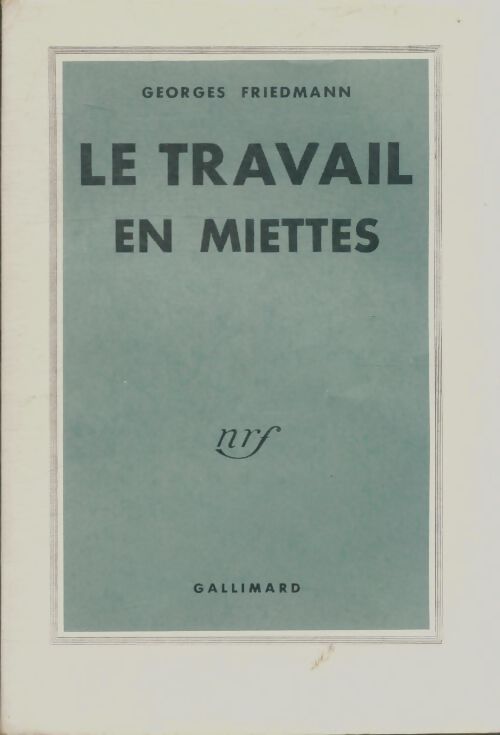 GEORGES FRIEDMANN
LE TRAVAIL
EN MIETTES
nrf
GALLIMARD